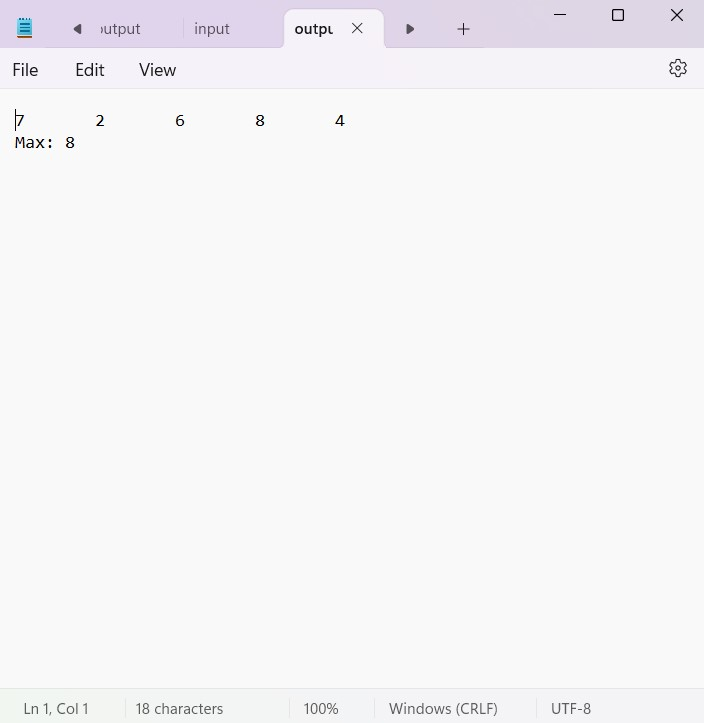 output input outpu
File Edit View
7 2 6 8 4
Max: 8
Ln 1, Col 1 18 characters 100% Windows (CRLF) UTF-8